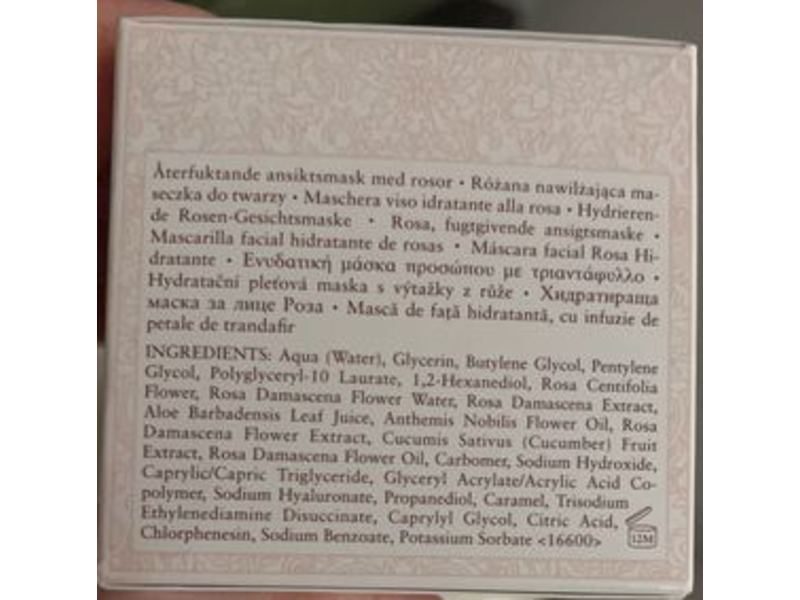 Återfuktande ansiktsmask med rosor • Różana nawilżająca ma-
seczka do twarzy • Maschera viso idratante alla rosa • Hydrieren-
de Rosen-Gesichtsmaske • Rosa, fugtgivende ansigtsmaske •
Mascarilla facial hidratante de rosas • Máscara facial Rosa Hi-
dratante • Ενυδατική μάσκα προσώπου με τριαντάφυλλο •
Hydratační pleťová maska s výtažky z růže • Хидратираща
маска за лице Роза • Mască de față hidratantă, cu infuzie de
petale de trandafir
INGREDIENTS: Aqua (Water), Glycerin, Butylene Glycol, Pentylene
Glycol, Polyglyceryl-10 Laurate, 1,2-Hexanediol, Rosa Centifolia
Flower, Rosa Damascena Flower Water, Rosa Damascena Extract,
Aloe Barbadensis Leaf Juice, Anthemis Nobilis Flower Oil, Rosa
Damascena Flower Extract, Cucumis Sativus (Cucumber) Fruit
Extract, Rosa Damascena Flower Oil, Carbomer, Sodium Hydroxide,
Caprylic/Capric Triglyceride, Glyceryl Acrylate/Acrylic Acid Co-
polymer, Sodium Hyaluronate, Propanediol, Caramel, Trisodium
Ethylenediamine Disuccinate, Caprylyl Glycol, Citric Acid,
Chlorphenesin, Sodium Benzoate, Potassium Sorbate <16600>
12M